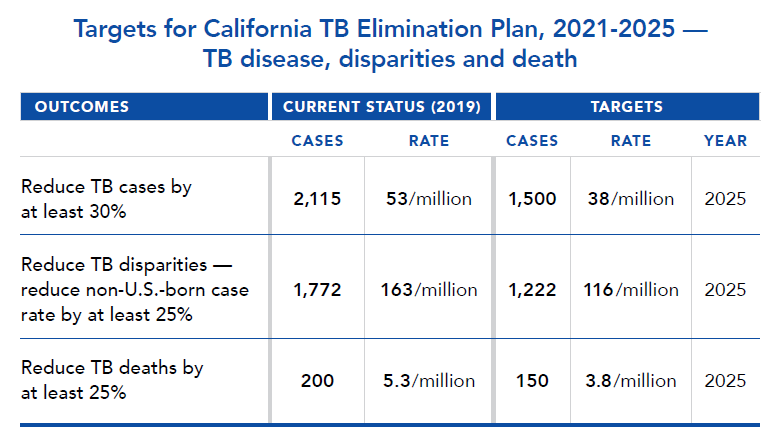 Targets for California TB Elimination Plan, 2021-2025 —
TB disease, disparities and death
OUTCOMES CURRENT STATUS (2019) TARGETS
CASES RATE CASES RATE YEAR
Reduce TB cases by
at least 30%
2,115 53/million 1,500 38/million 2025
Reduce TB disparities —
reduce non-U.S.-born case
rate by at least 25%
1,772 163/million 1,222 116/million 2025
Reduce TB deaths by
at least 25%
200 5.3/million 150 3.8/million 2025